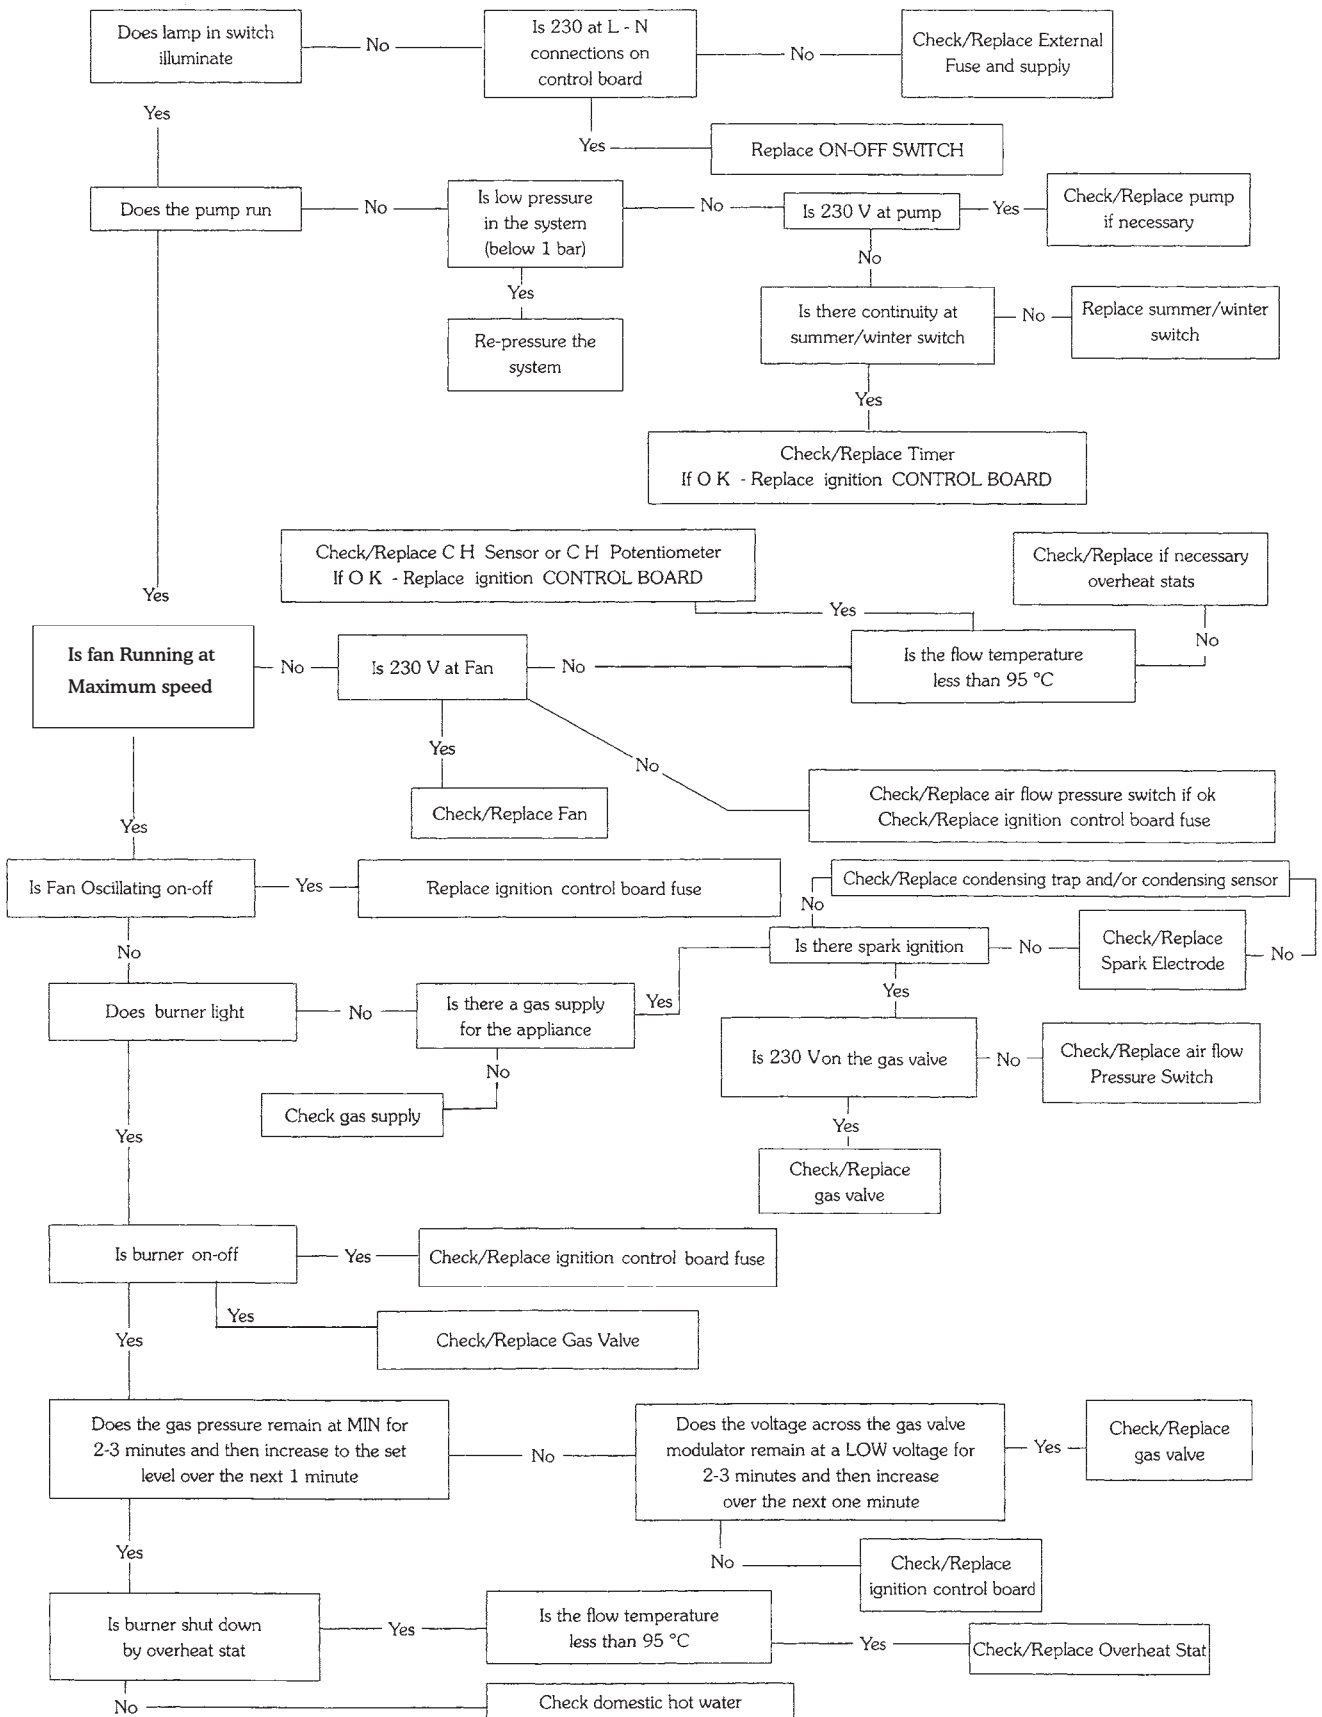 Does lamp in switch
illuminate
No
Is 230 at L - N
connections on
control board
No
Check/Replace External
Fuse and supply
Yes
Yes
Replace ON-OFF SWITCH
Does the pump run
No
Is low pressure
in the system
(below 1 bar)
No
Is 230 V at pump
Yes
Check/Replace pump
if necessary
No
Yes
Re-pressure the
system
Is there continuity at
summer/winter switch
No
Replace summer/winter
switch
Yes
Check/Replace Timer
If O K - Replace ignition CONTROL BOARD
Check/Replace C H Sensor or C H Potentiometer
If O K - Replace ignition CONTROL BOARD
Check/Replace if necessary
overheat stats
Yes
Yes
No
Is fan Running at
Maximum speed
No
Is 230 V at Fan
No
Is the flow temperature
less than 95 °C
Yes
No
Check/Replace Fan
Check/Replace air flow pressure switch if ok
Check/Replace ignition control board fuse
Yes
Is Fan Oscillating on-off
Yes
Replace ignition control board fuse
Check/Replace condensing trap and/or condensing sensor
No
Is there spark ignition
No
Check/Replace
Spark Electrode
No
No
Does burner light
No
Is there a gas supply
for the appliance
Yes
Yes
Is 230 Von the gas valve
No
Check/Replace air flow
Pressure Switch
No
Check gas supply
Yes
Yes
Check/Replace
gas valve
Is burner on-off
Yes
Check/Replace ignition control board fuse
Yes
Check/Replace Gas Valve
Yes
Does the gas pressure remain at MIN for
2-3 minutes and then increase to the set
level over the next 1 minute
No
Does the voltage across the gas valve
modulator remain at a LOW voltage for
2-3 minutes and then increase
over the next one minute
Yes
Check/Replace
gas valve
Yes
No
Check/Replace
ignition control board
Is burner shut down
by overheat stat
Yes
Is the flow temperature
less than 95 °C
Yes
Check/Replace Overheat Stat
No
Check domestic hot water